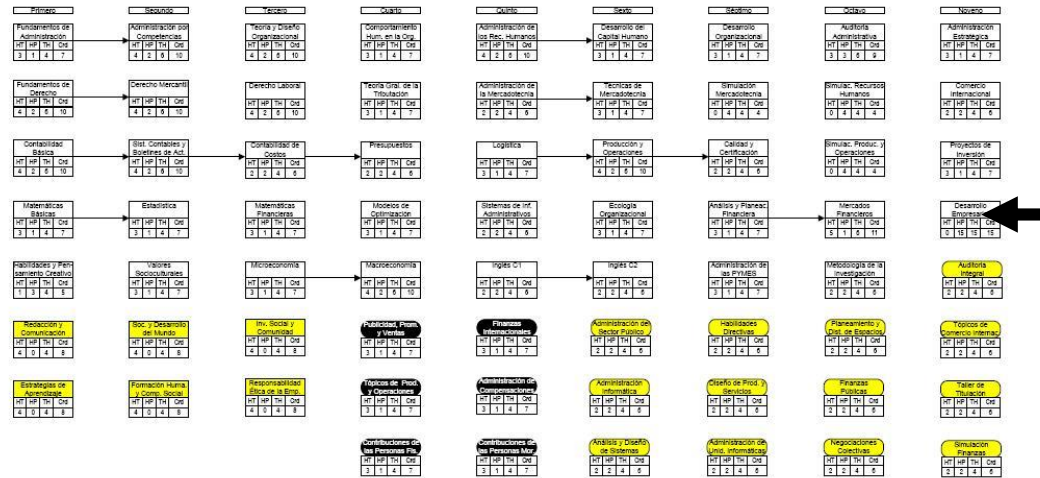 Primero Segundo Tercero Cuarto Quinto Sexto Séptimo Octavo Noveno
Fundamentos de Administración por Teoría y Diseño Comportamiento Administración de Desarrollo del Desarrollo Auditoria Administración
Administración Competencias Organizacional Hum. en la Org. los Rec. Humanos Capital Humano Organizacional Administrativa Estratégica
HT HP TH Crd HT HP TH Crd HT HP TH Crd HT HP TH Crd HT HP TH Crd HT HP TH Crd HT HP TH Crd HT HP TH Crd HT HP TH Crd
3 1 4 7 4 2 6 10 4 2 6 10 3 1 4 7 4 2 6 10 3 1 4 7 3 1 4 7 3 3 6 9 3 1 4 7
Fundamentos de Derecho Mercantil Derecho Laboral Teoría Gral. de la Administración de Técnicas de Simulación Simulac. Recursos Comercio
Derecho Tributación la Mercadotecnia Mercadotecnia Mercadotecnia Humanos Internacional
HT HP TH Crd HT HP TH Crd HT HP TH Crd HT HP TH Crd HT HP TH Crd HT HP TH Crd HT HP TH Crd HT HP TH Crd HT HP TH Crd
4 2 6 10 4 2 6 10 4 2 6 10 3 1 4 7 4 2 6 10 3 1 4 7 0 4 4 4 0 4 4 4 2 2 4 6
Contabilidad Sist. Contables y Contabilidad de Presupuestos Logística Producción y Calidad y Simulac. Produc. y Proyectos de
Básica Boletines de Act. Costos Operaciones Certificación Operaciones Inversión
HT HP TH Crd HT HP TH Crd HT HP TH Crd HT HP TH Crd HT HP TH Crd HT HP TH Crd HT HP TH Crd HT HP TH Crd HT HP TH Crd
4 2 6 10 4 2 6 10 2 2 4 6 2 2 4 6 3 1 4 7 4 2 6 10 2 2 4 6 0 4 4 4 3 1 4 7
Matemáticas Estadística Matemáticas Modelos de Sistemas de Inf. Ecología Análisis y Planeac. Mercados Desarrollo
Básicas Financieras Optimización Administrativos Organizacional Financiera Financieros
HT HP TH Crd HT HP TH Crd HT HP TH Crd HT HP TH Crd HT HP TH Crd HT HP TH Crd HT HP TH Crd HT HP TH Crd HT HP TH Crd
3 1 4 7 3 1 4 7 3 1 4 7 3 1 4 7 2 2 4 6 3 1 4 7 3 1 4 7 5 1 6 11 0 15 15 15
Habilidades y Pen- Valores Microeconomía Macroeconomía Inglés C1 Inglés C2 Administración de Metodología de la Auditoria
samiento Creativo Socioculturales las PYMES Investigación Integral
HT HP TH Crd HT HP TH Crd HT HP TH Crd HT HP TH Crd HT HP TH Crd HT HP TH Crd HT HP TH Crd HT HP TH Crd HT HP TH Crd
1 3 4 5 3 1 4 7 3 1 4 7 4 2 6 10 2 2 4 6 2 2 4 6 3 1 4 7 2 2 4 6 2 2 4 6
Redacción y Soc. y Desarrollo Inv. Social y Publicidad, Prom. Finanzas Administración del Habilidades Planeamiento y Tópicos de
Comunicación del Mundo Comunidad y Ventas Internacionales Sector Público Directivas Dist. de Espacios Comercio Internac.
HT HP TH Crd HT HP TH Crd HT HP TH Crd HT HP TH Crd HT HP TH Crd HT HP TH Crd HT HP TH Crd HT HP TH Crd HT HP TH Crd
4 0 4 8 4 0 4 8 4 0 4 8 3 1 4 7 3 1 4 7 2 2 4 6 2 2 4 6 2 2 4 6 2 2 4 6
Estrategias de Formación Huma. Responsabilidad Tópicos de Prod. Administración de Administración Diseño de Prod. y Finanzas Taller de
Aprendizaje y Comp. Social Ética de la Emp. y Operaciones Compensaciones Informática Servicios Públicas Titulación
HT HP TH Crd HT HP TH Crd HT HP TH Crd HT HP TH Crd HT HP TH Crd HT HP TH Crd HT HP TH Crd HT HP TH Crd HT HP TH Crd
4 0 4 8 4 0 4 8 4 0 4 8 3 1 4 7 3 1 4 7 2 2 4 6 2 2 4 6 2 2 4 6 2 2 4 6
Contribuciones de Contribuciones de Análisis y Diseño Administración de Negociaciones Simulación
las Personas Fís. las Personas Mor de Sistemas Unid. Informáticas Colectivas Finanzas
HT HP TH Crd HT HP TH Crd HT HP TH Crd HT HP TH Crd HT HP TH Crd HT HP TH Crd
3 1 4 7 3 1 4 7 2 2 4 6 2 2 4 6 2 2 4 6 2 2 4 6